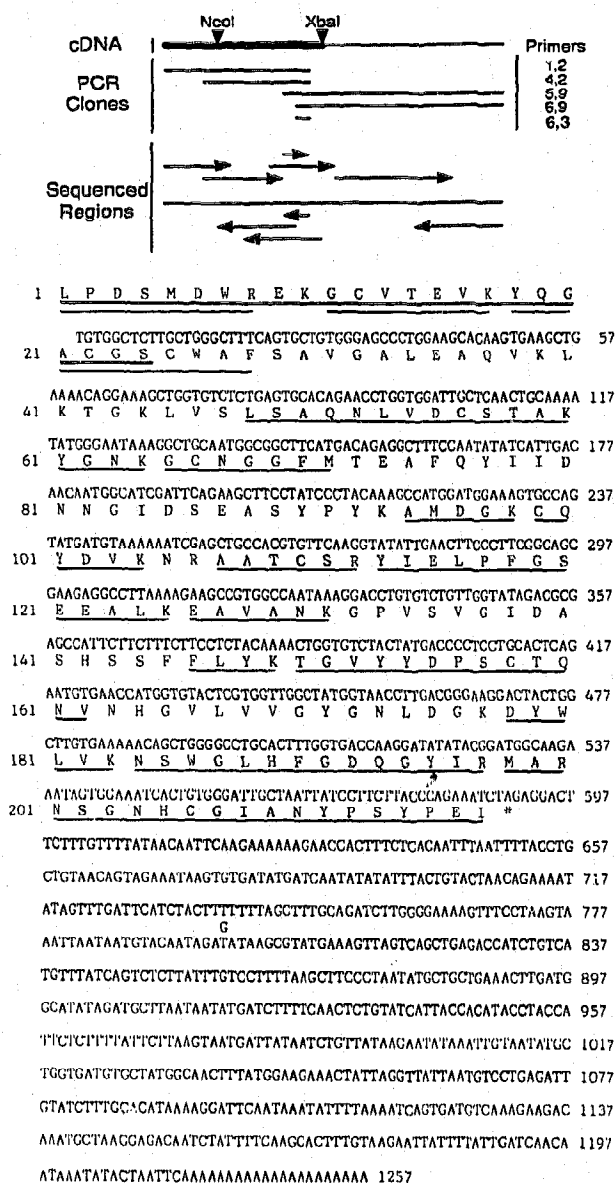 NcoI XbaI
cDNA
Primers
PCR
Clones
1,2
4,2
5,9
6,9
6,3
Sequenced
Regions
1 L P D S M D W R E K G C V T E V K Y Q G
TGTGGCTCTTGCTGGGCTTTCAGTGCTGTGGGAGCCCTGGAAGCACAAGTGAAGCTG 57
21 A C G S C W A F S A V G A L E A Q V K L
AAAACAGGAAAGCTGGTGTCTCTGAGTGCACAGAACCTGGTGGATTGCTCAACTGCAAAA 117
41 K T G K L V S L S A Q N L V D C S T A K
TATGGGAATAAAGGCTGCAATGGCGGCTTCATGACAGAGGCTTTCCAATATATCATTGAC 177
61 Y G N K G C N G G F M T E A F Q Y I I D
AACAATGGCATCGATTCAGAAGCTTCCTATCCCTACAAAGCCATGGATGGAAAGTGCCAG 237
81 N N G I D S E A S Y P Y K A M D G K C Q
TATGATGTAAAAAATCGAGCTGCCACGTGTTCAAGGTATATTGAACTTCCCTTCGGCAGC 297
101 Y D V K N R A A T C S R Y I E L P F G S
GAAGAGGCCTTAAAAGAAGCCGTGGCCAATAAAGGACCTGTGTCTGTTGGTATAGACGCG 357
121 E E A L K E A V A N K G P V S V G I D A
AGCCATTCTTCTTTCTTCCTCTACAAAACTGGTGTCTACTATGACCCCTCCTGCACTCAG 417
141 S H S S F F L Y K T G V Y Y D P S C T Q
AATGTGAACCATGGTGTACTCGTGGTTGGCTATGGTAACCTTGACGGGAAGGACTACTGG 477
161 N V N H G V L V V G Y G N L D G K D Y W
CTTGTGAAAAACAGCTGGGGCCTGCACTTTGGTGACCAAGGATATATACGGATGGCAAGA 537
181 L V K N S W G L H F G D Q G Y I R M A R
AATAGTGGAAATCACTGTGGGATTGCTAATTATCCTTCTTACCCAGAAATCTAGAGGACT 597
201 N S G N H C G I A N Y P S Y P E I #
TCTTTGTTTTATAACAATTCAAGAAAAAAGAACCACTTTCTCACAATTTAATTTTACCTG 657
CTGTAACAGTAGAAATAAGTGTGATATGATCAATATATATTTACTGTACTAACAGAAAAT 717
ATAGTTTGATTCATCTACTTTTTTTAGCTTTGCAGATCTTGGGGAAAAGTTTCCTAAGTA 777
G
AATTAATAATGTACAATAGATATAAGCGTATGAAAGTTAGTCAGCTGAGACCATCTGTCA 837
TGTTTATCAGTCTCTTATTTGTCCTTTTAAGCTTCCCTAATATGCTGCTGAAACTTGATG 897
GCATATAGATGCTTAATAATATGATCTTTTCAACTCTGTATCATTACCACATACCTACCA 957
TTCTCTTTTATTCTTAAGTAATGATTATAATCTGTTATAAGAATATAAATTGTAATATGC 1017
TGGTGATGTGCTATGGCAACTTTATGGAAGAAACTATTAGGTTATTAATGTCCTGAGATT 1077
GTATCTTTGCACATAAAAGGATTCAATAAATATTTTAAAATCAGTGATGTCAAAGAAGAC 1137
AAATGCTAAGGAGACAATCTATTTTCAAGCACTTTGTAAGAATTATTTTATTGATCAACA 1197
ATAAATATACTAATTCAAAAAAAAAAAAAAAAAAAA 1257